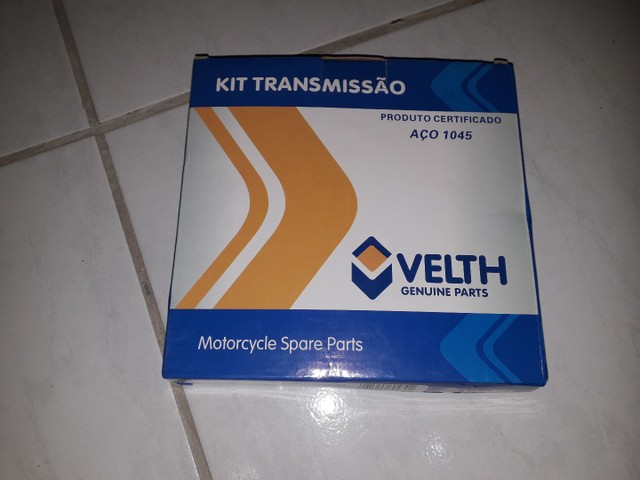 KIT TRANSMISSÃO
PRODUTO CERTIFICADO
AÇO 1045
VELTH
GENUINE PARTS
Motorcycle Spare Parts